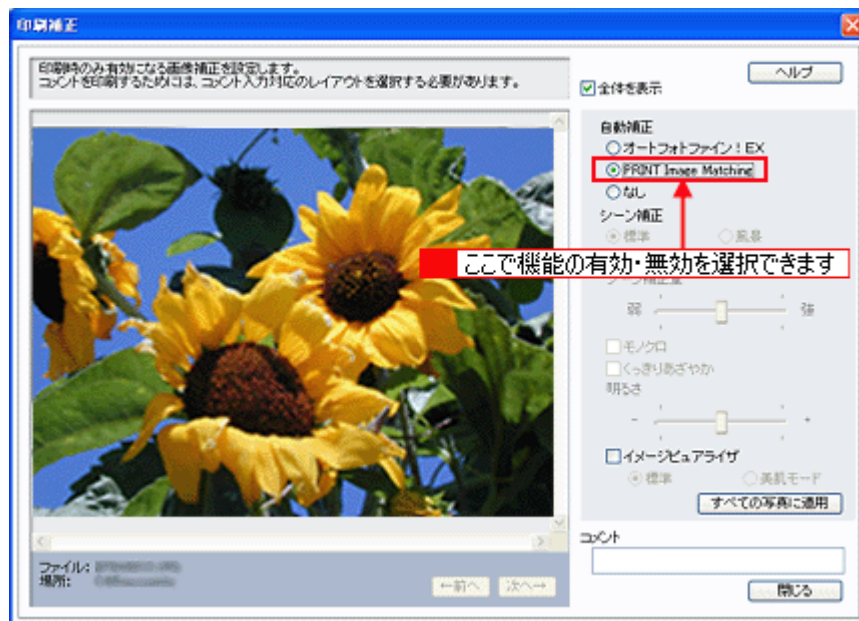 印刷補正
印刷時のみ有効になる画像補正を設定します。
コメントを印刷するためには、コメント入力対応のレイアウトを選択する必要があります。
ヘルプ
全体を表示
自動補正
オートフォトファイン!EX
PRINT Image Matching
なし
シーン補正
標準 風景
ここで機能の有効・無効を選択できます
シーン補正量
弱 強
モノクロ
くっきりあざやか
明るさ
- +
イメージピュアライザ
標準 美肌モード
すべての写真に適用
コメント
ファイル:
場所:
←前へ 次へ→
閉じる